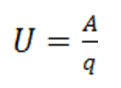 U = A/q